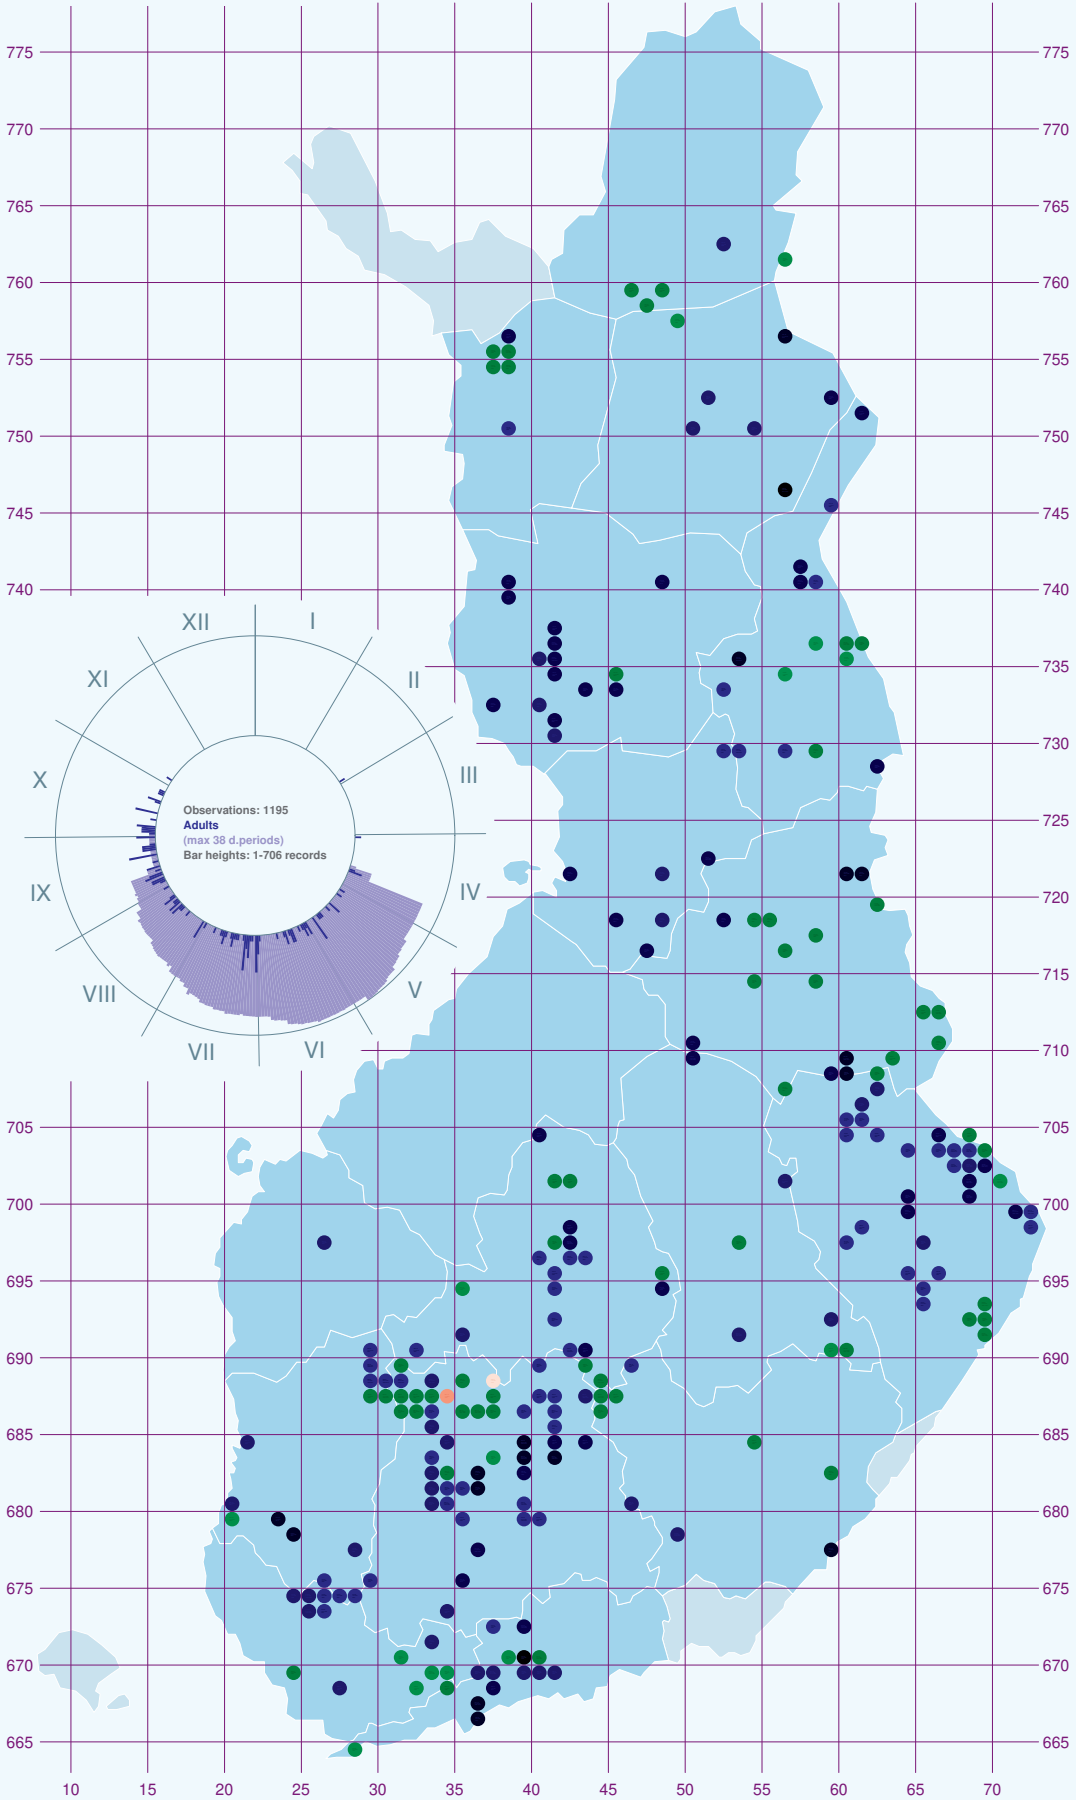 775 775
770 770
765 765
760 760
755 755
750 750
745 745
740 740
XII I
XI II
735 735
730 730
X III
Observations: 1195
Adults
(max 38 d.periods)
Bar heights: 1-706 records
725 725
IX IV
720 720
715 715
VIII V
VII VI
710 710
705 705
700 700
695 695
690 690
685 685
680 680
675 675
670 670
665 665
10 15 20 25 30 35 40 45 50 55 60 65 70